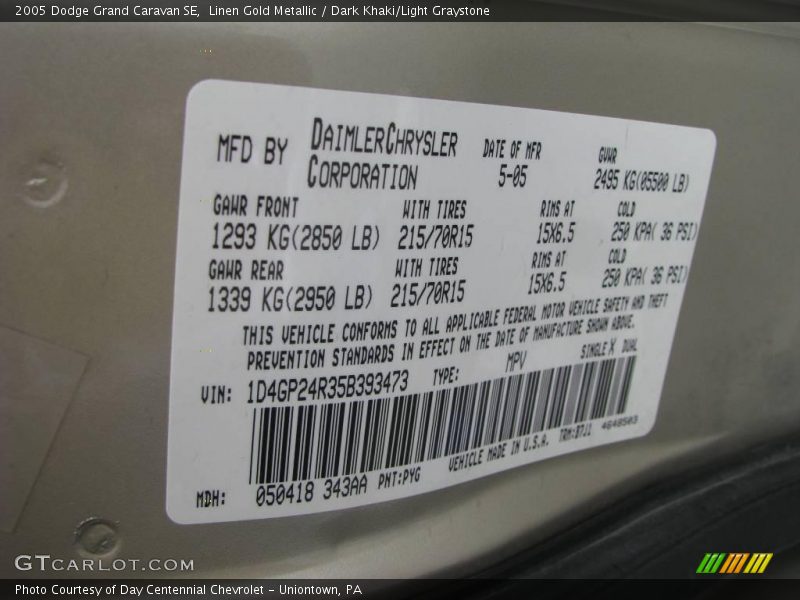 2005 Dodge Grand Caravan SE,  Linen Gold Metallic / Dark Khaki/Light Graystone
MFD BY DAIMLERCHRYSLER CORPORATION DATE OF MFR 5-05 GVWR 2495 KG(05500 LB)
GAWR FRONT WITH TIRES RIMS AT COLD
1293 KG(2850 LB) 215/70R15 15X6.5 250 KPA( 36 PSI)
GAWR REAR WITH TIRES RIMS AT COLD
1339 KG(2950 LB) 215/70R15 15X6.5 250 KPA( 36 PSI)
THIS VEHICLE CONFORMS TO ALL APPLICABLE FEDERAL MOTOR VEHICLE SAFETY AND THEFT
PREVENTION STANDARDS IN EFFECT ON THE DATE OF MANUFACTURE SHOWN ABOVE.
VIN: 1D4GP24R35B393473 TYPE: MPV SINGLE X DUAL
MDH: 050418 343AA PNT:PYG VEHICLE MADE IN U.S.A. TRM:B7J1 4648503
GTCARLOT.COM
Photo Courtesy of Day Centennial Chevrolet - Uniontown, PA